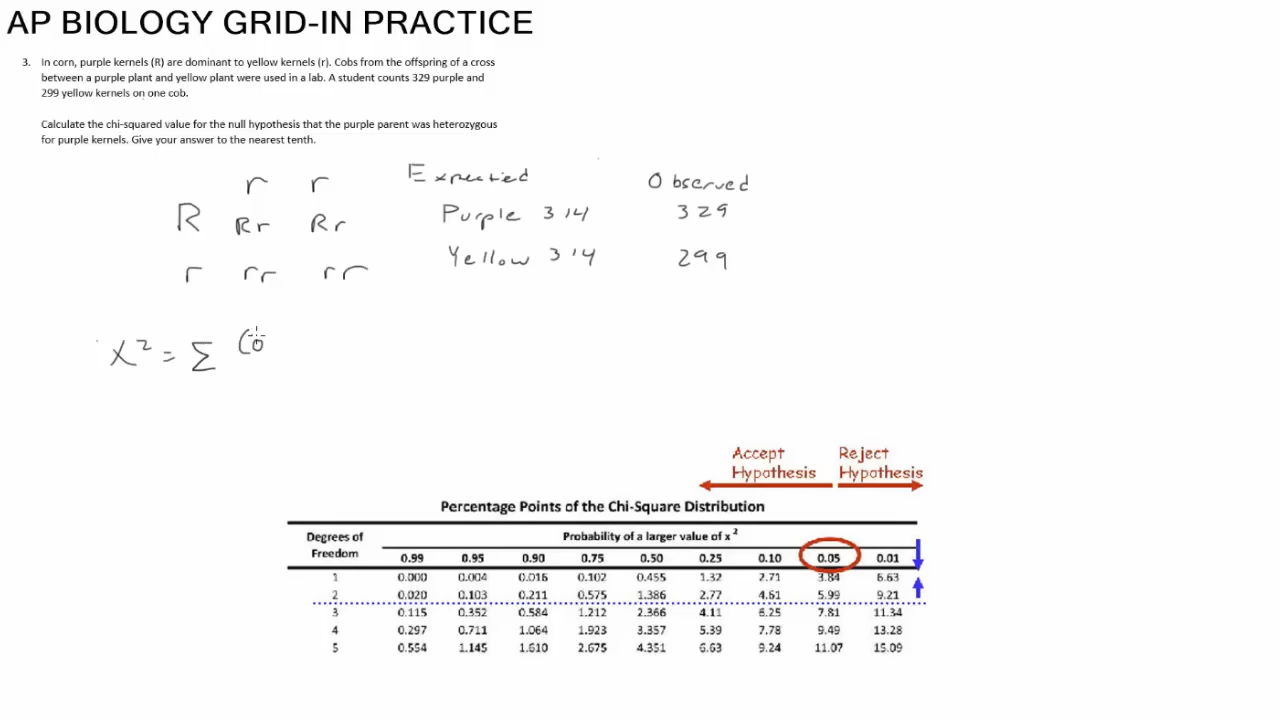 AP BIOLOGY GRID-IN PRACTICE
3. In corn, purple kernels (R) are dominant to yellow kernels (r). Cobs from the offspring of a cross
between a purple plant and yellow plant were used in a lab. A student counts 329 purple and
299 yellow kernels on one cob.
Calculate the chi-squared value for the null hypothesis that the purple parent was heterozygous
for purple kernels. Give your answer to the nearest tenth.
r r
R Rr Rr
r rr rr
Expected Observed
Purple 314 329
Yellow 314 299
X² = Σ (o
Accept Reject
Hypothesis Hypothesis
Percentage Points of the Chi-Square Distribution
Degrees of Freedom Probability of a larger value of x²
0.99 0.95 0.90 0.75 0.50 0.25 0.10 0.05 0.01
1 0.000 0.004 0.016 0.102 0.455 1.32 2.71 3.84 6.63
2 0.020 0.103 0.211 0.575 1.386 2.77 4.61 5.99 9.21
3 0.115 0.352 0.584 1.212 2.366 4.11 6.25 7.81 11.34
4 0.297 0.711 1.064 1.923 3.357 5.39 7.78 9.49 13.28
5 0.554 1.145 1.610 2.675 4.351 6.63 9.24 11.07 15.09